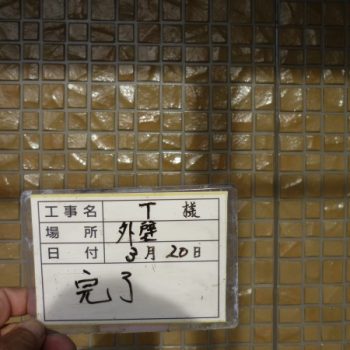 工事名 T 様
場所 外壁
日付 3月20日
完了